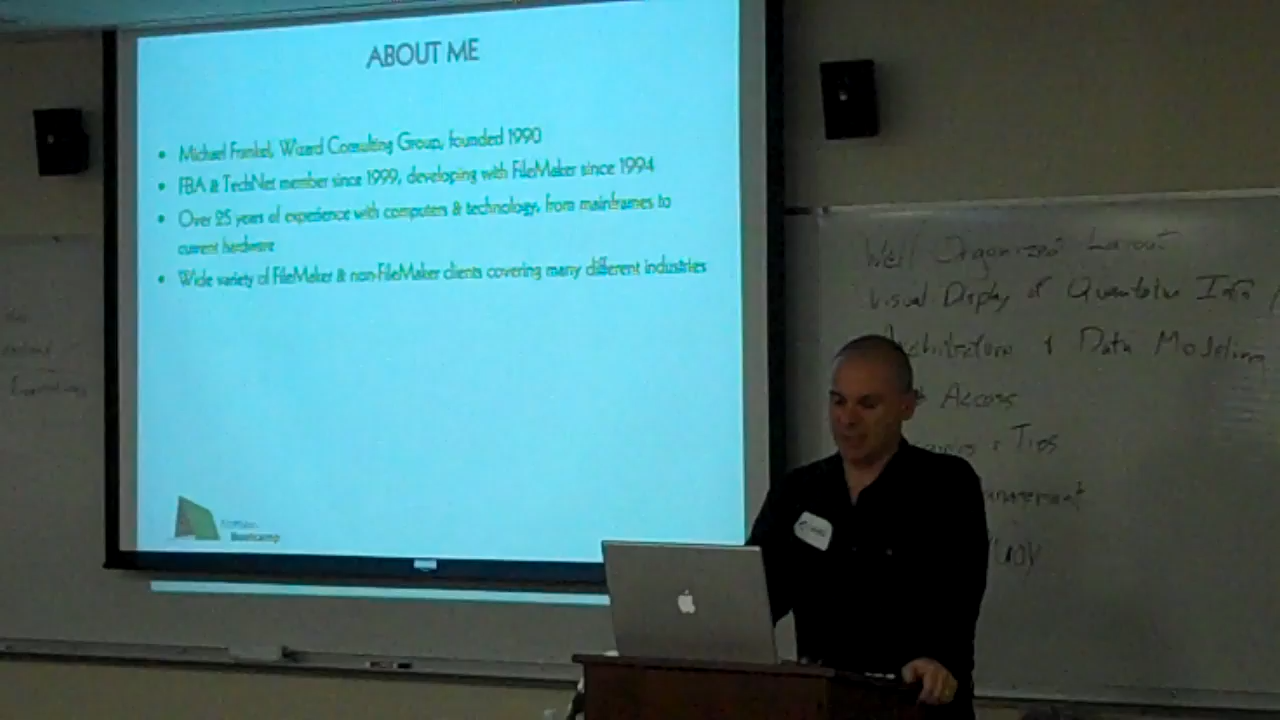 ABOUT ME
• Michael Frankel, Wizard Consulting Group, founded 1990
• FBA & TechNet member since 1999, developing with FileMaker since 1994
• Over 25 years of experience with computers & technology, from mainframes to
current hardware
• Wide variety of FileMaker & non-FileMaker clients covering many different industries
FileMaker
Bootcamp
Well Organized Layout
Visual Display of Quantitative Info
Architecture & Data Modeling
Access
Tips